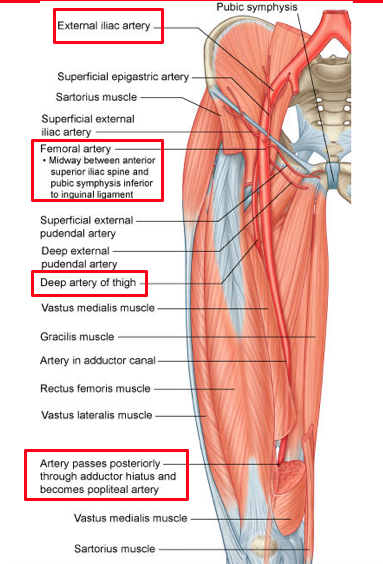 Pubic symphysis
External iliac artery
Superficial epigastric artery
Sartorius muscle
Superficial external
iliac artery
Femoral artery
• Midway between anterior
superior iliac spine and
pubic symphysis inferior
to inguinal ligament
Superficial external
pudendal artery
Deep external
pudendal artery
Deep artery of thigh
Vastus medialis muscle
Gracilis muscle
Artery in adductor canal
Rectus femoris muscle
Vastus lateralis muscle
Artery passes posteriorly
through adductor hiatus and
becomes popliteal artery
Vastus medialis muscle
Sartorius muscle